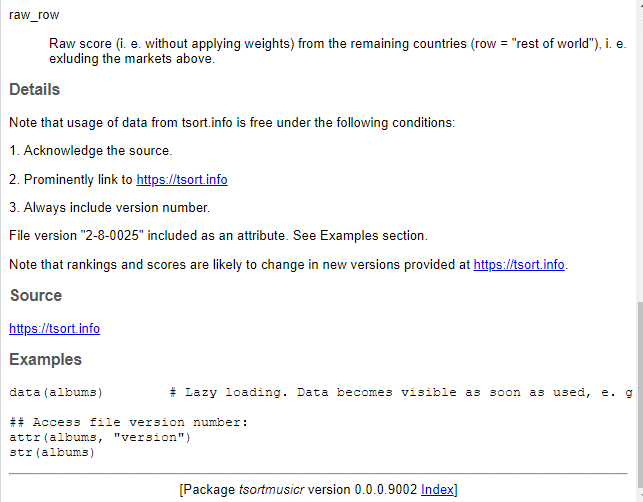 raw_row
Raw score (i. e. without applying weights) from the remaining countries (row = "rest of world"), i. e.
exluding the markets above.
Details
Note that usage of data from tsort.info is free under the following conditions:
1. Acknowledge the source.
2. Prominently link to https://tsort.info
3. Always include version number.
File version "2-8-0025" included as an attribute. See Examples section.
Note that rankings and scores are likely to change in new versions provided at https://tsort.info.
Source
https://tsort.info
Examples
data(albums)        # Lazy loading. Data becomes visible as soon as used, e. g
## Access file version number:
attr(albums, "version")
str(albums)
[Package tsortmusicr version 0.0.0.9002 Index]